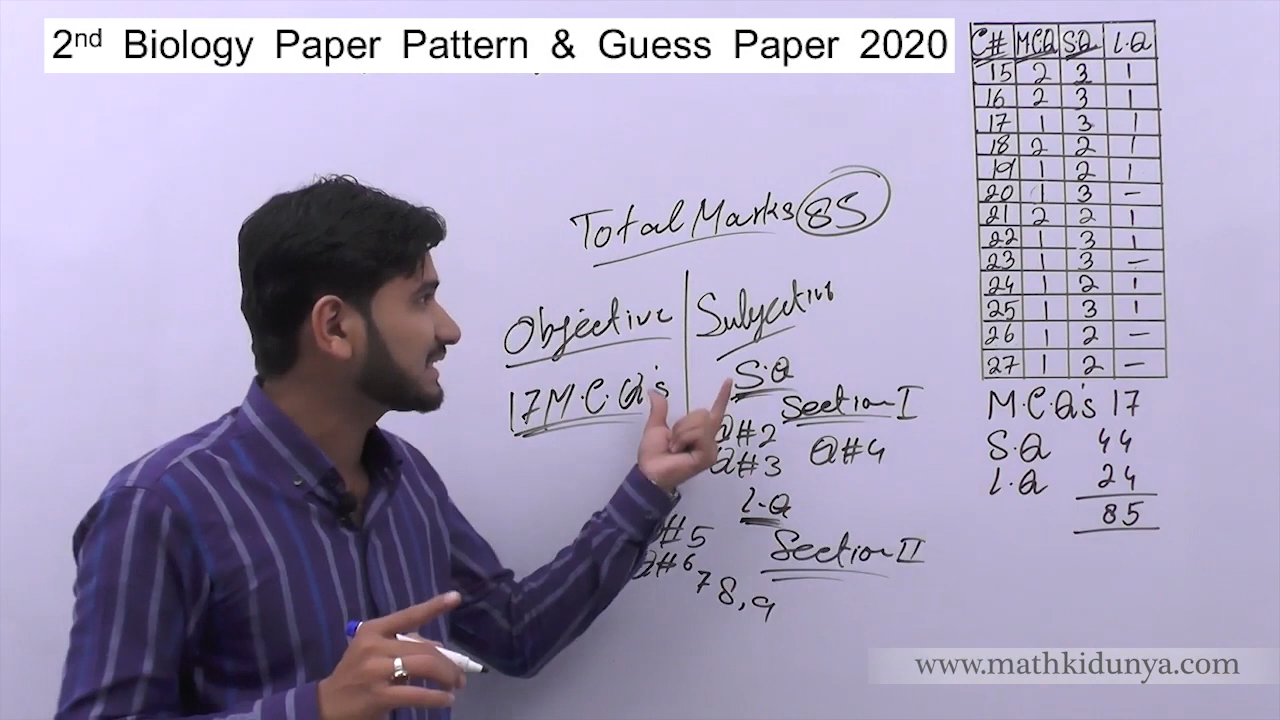 2nd Biology Paper Pattern & Guess Paper 2020
Total Marks 85
Objective
17 M.C.Q's
Subjective
S.Q
Section I
Q#2
Q#3
Q#4
L.Q
Section II
#5
Q#6
7
8, 9
C# M.C.Q S.Q L.Q
15 2 3 1
16 2 3 1
17 1 3 1
18 2 2 1
19 1 2 1
20 1 3 –
21 2 2 1
22 1 3 1
23 1 3 –
24 1 2 1
25 1 3 1
26 1 2 –
27 1 2 –
M.C.Q's 17
S.Q 44
L.Q 24
85
www.mathkidunya.com